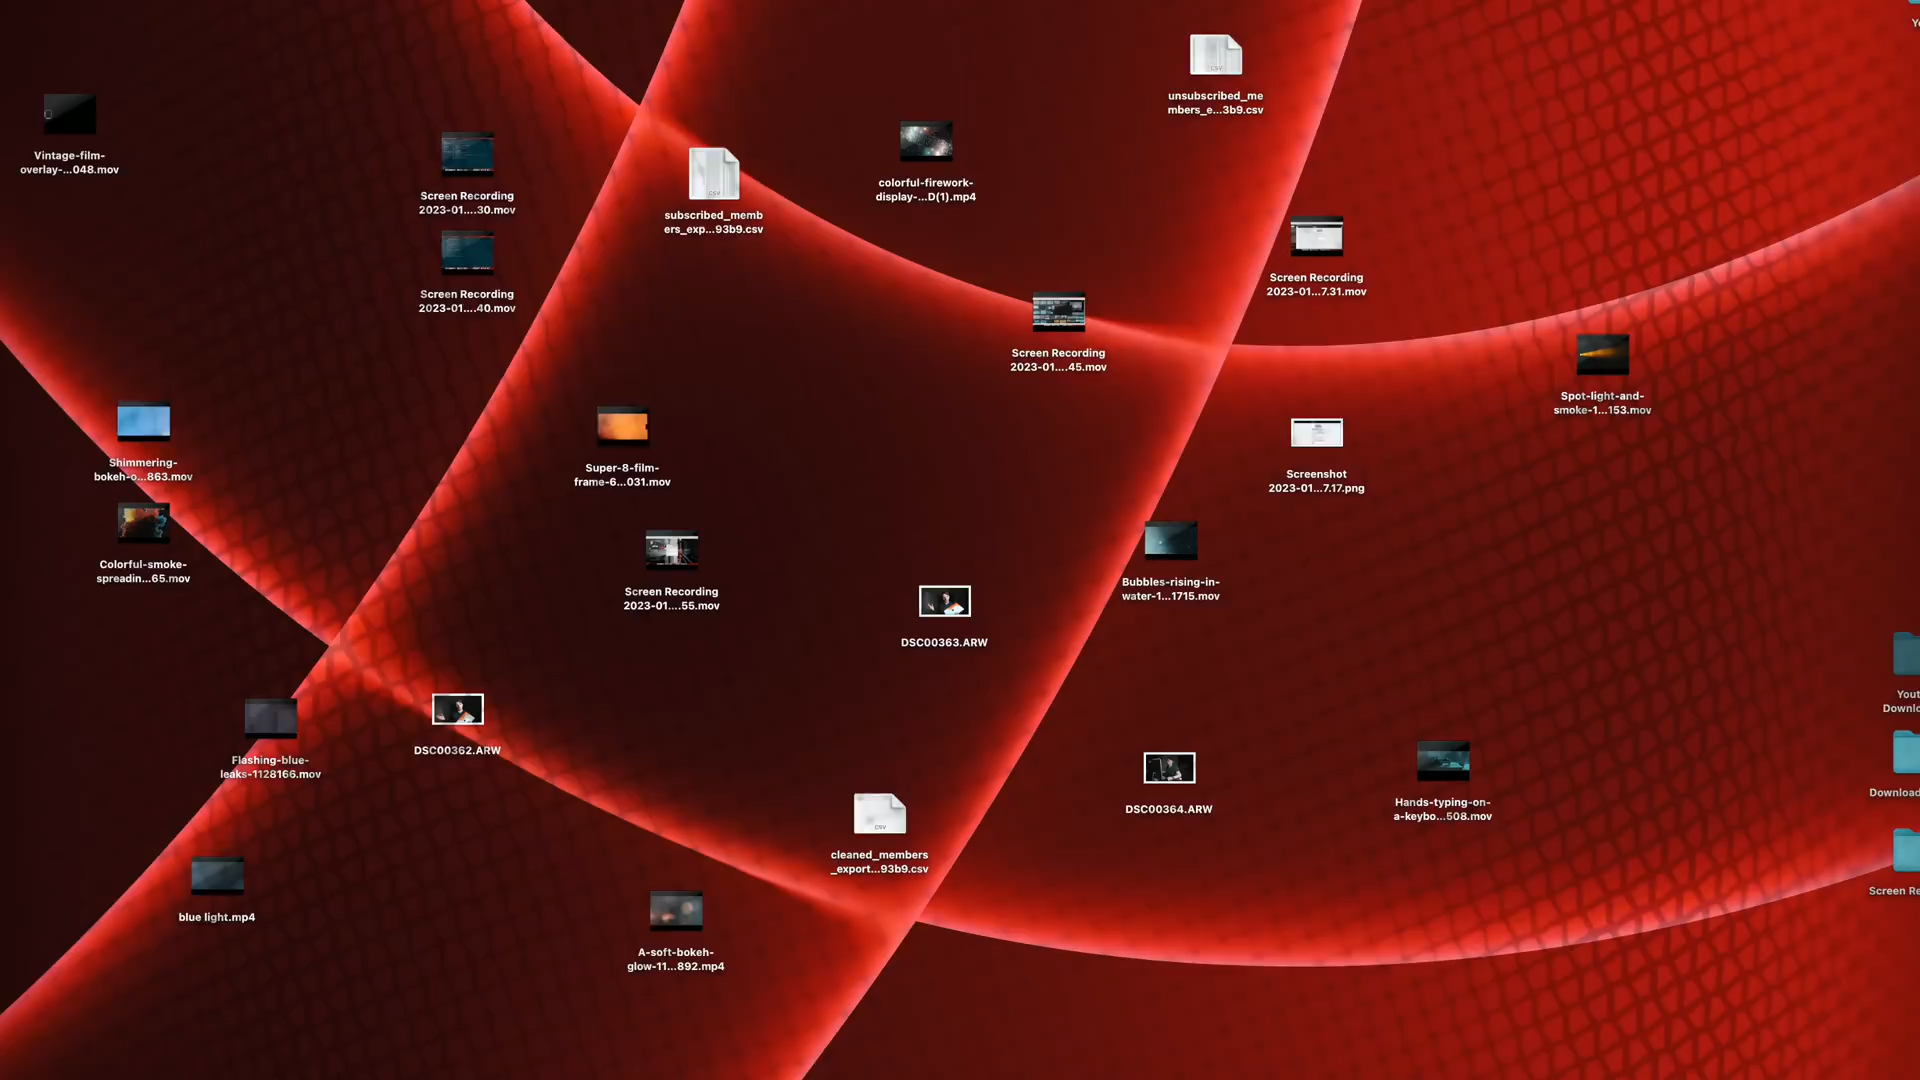 Yo
unsubscribed_me
mbers_e...3b9.csv
Vintage-film-
overlay-...048.mov
colorful-firework-
display-...D(1).mp4
Screen Recording
2023-01....30.mov
subscribed_memb
ers_exp...93b9.csv
Screen Recording
2023-01...7.31.mov
Screen Recording
2023-01....40.mov
Screen Recording
2023-01....45.mov
Spot-light-and-
smoke-1...153.mov
Shimmering-
bokeh-o...863.mov
Super-8-film-
frame-6...031.mov
Screenshot
2023-01...7.17.png
Colorful-smoke-
spreadin...65.mov
Screen Recording
2023-01....55.mov
Bubbles-rising-in-
water-1...1715.mov
DSC00363.ARW
Yout
Downlo
DSC00362.ARW
Flashing-blue-
leaks-1128166.mov
Download
DSC00364.ARW
Hands-typing-on-
a-keybo...508.mov
CSV
cleaned_members
_export...93b9.csv
Screen Re
blue light.mp4
A-soft-bokeh-
glow-11...892.mp4